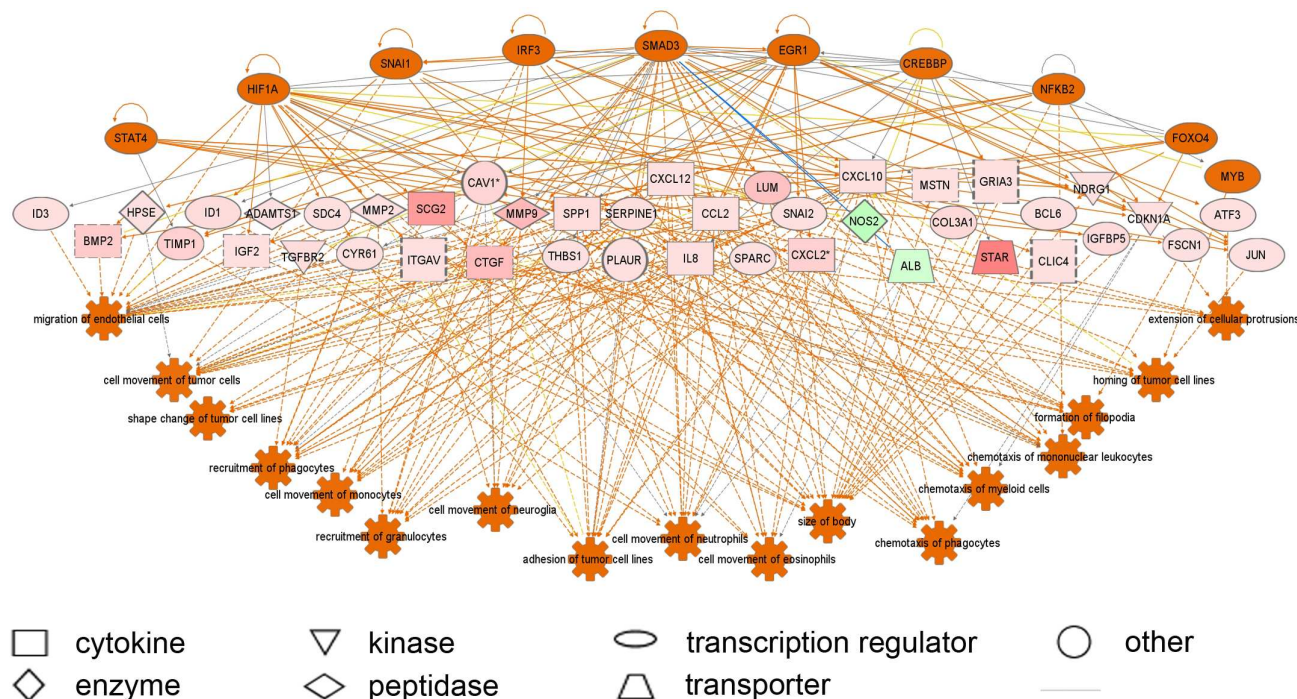 SMAD3
IRF3
EGR1
SNAI1
CREBBP
HIF1A
NFKB2
STAT4
FOXO4
CAV1*
CXCL12
LUM
CXCL10
MSTN
GRIA3
NDRG1
MYB
ID3
HPSE
ID1
ADAMTS1
SDC4
MMP2
SCG2
MMP9
SPP1
SERPINE1
CCL2
SNAI2
NOS2
COL3A1
BCL6
CDKN1A
ATF3
BMP2
TIMP1
IGF2
TGFBR2
CYR61
ITGAV
CTGF
THBS1
PLAUR
IL8
SPARC
CXCL2*
ALB
STAR
CLIC4
IGFBP5
FSCN1
JUN
migration of endothelial cells
extension of cellular protrusions
cell movement of tumor cells
homing of tumor cell lines
shape change of tumor cell lines
formation of filopodia
recruitment of phagocytes
chemotaxis of mononuclear leukocytes
cell movement of monocytes
chemotaxis of myeloid cells
cell movement of neuroglia
size of body
recruitment of granulocytes
cell movement of neutrophils
chemotaxis of phagocytes
adhesion of tumor cell lines
cell movement of eosinophils
cytokine
kinase
transcription regulator
other
enzyme
peptidase
transporter